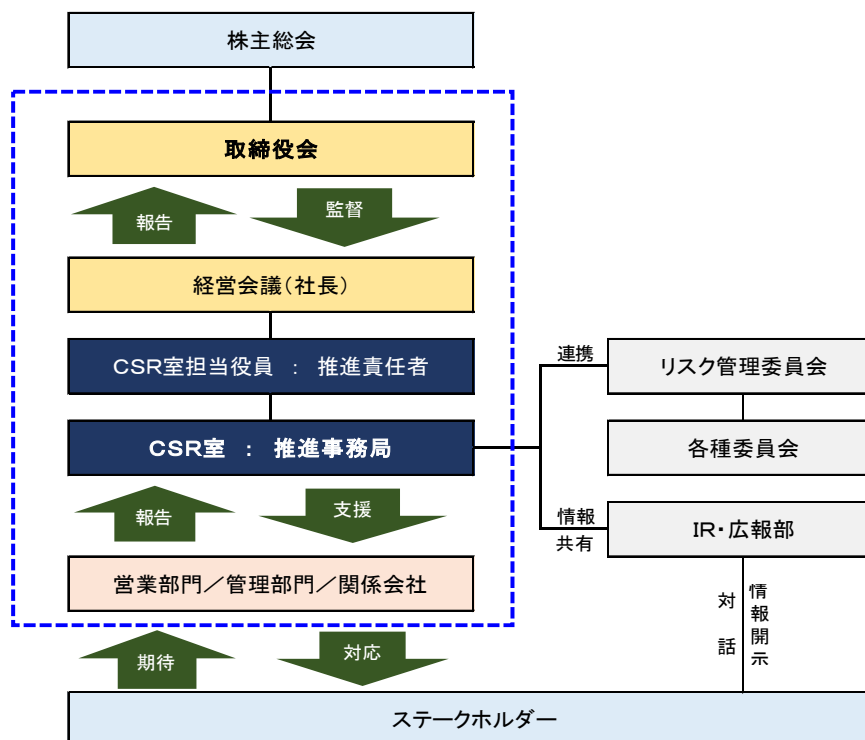 株主総会
取締役会
報告
監督
経営会議(社長)
CSR室担当役員 : 推進責任者
連携
リスク管理委員会
CSR室 : 推進事務局
各種委員会
報告
支援
情報
共有
IR・広報部
営業部門／管理部門／関係会社
対話
情報開示
期待
対応
ステークホルダー